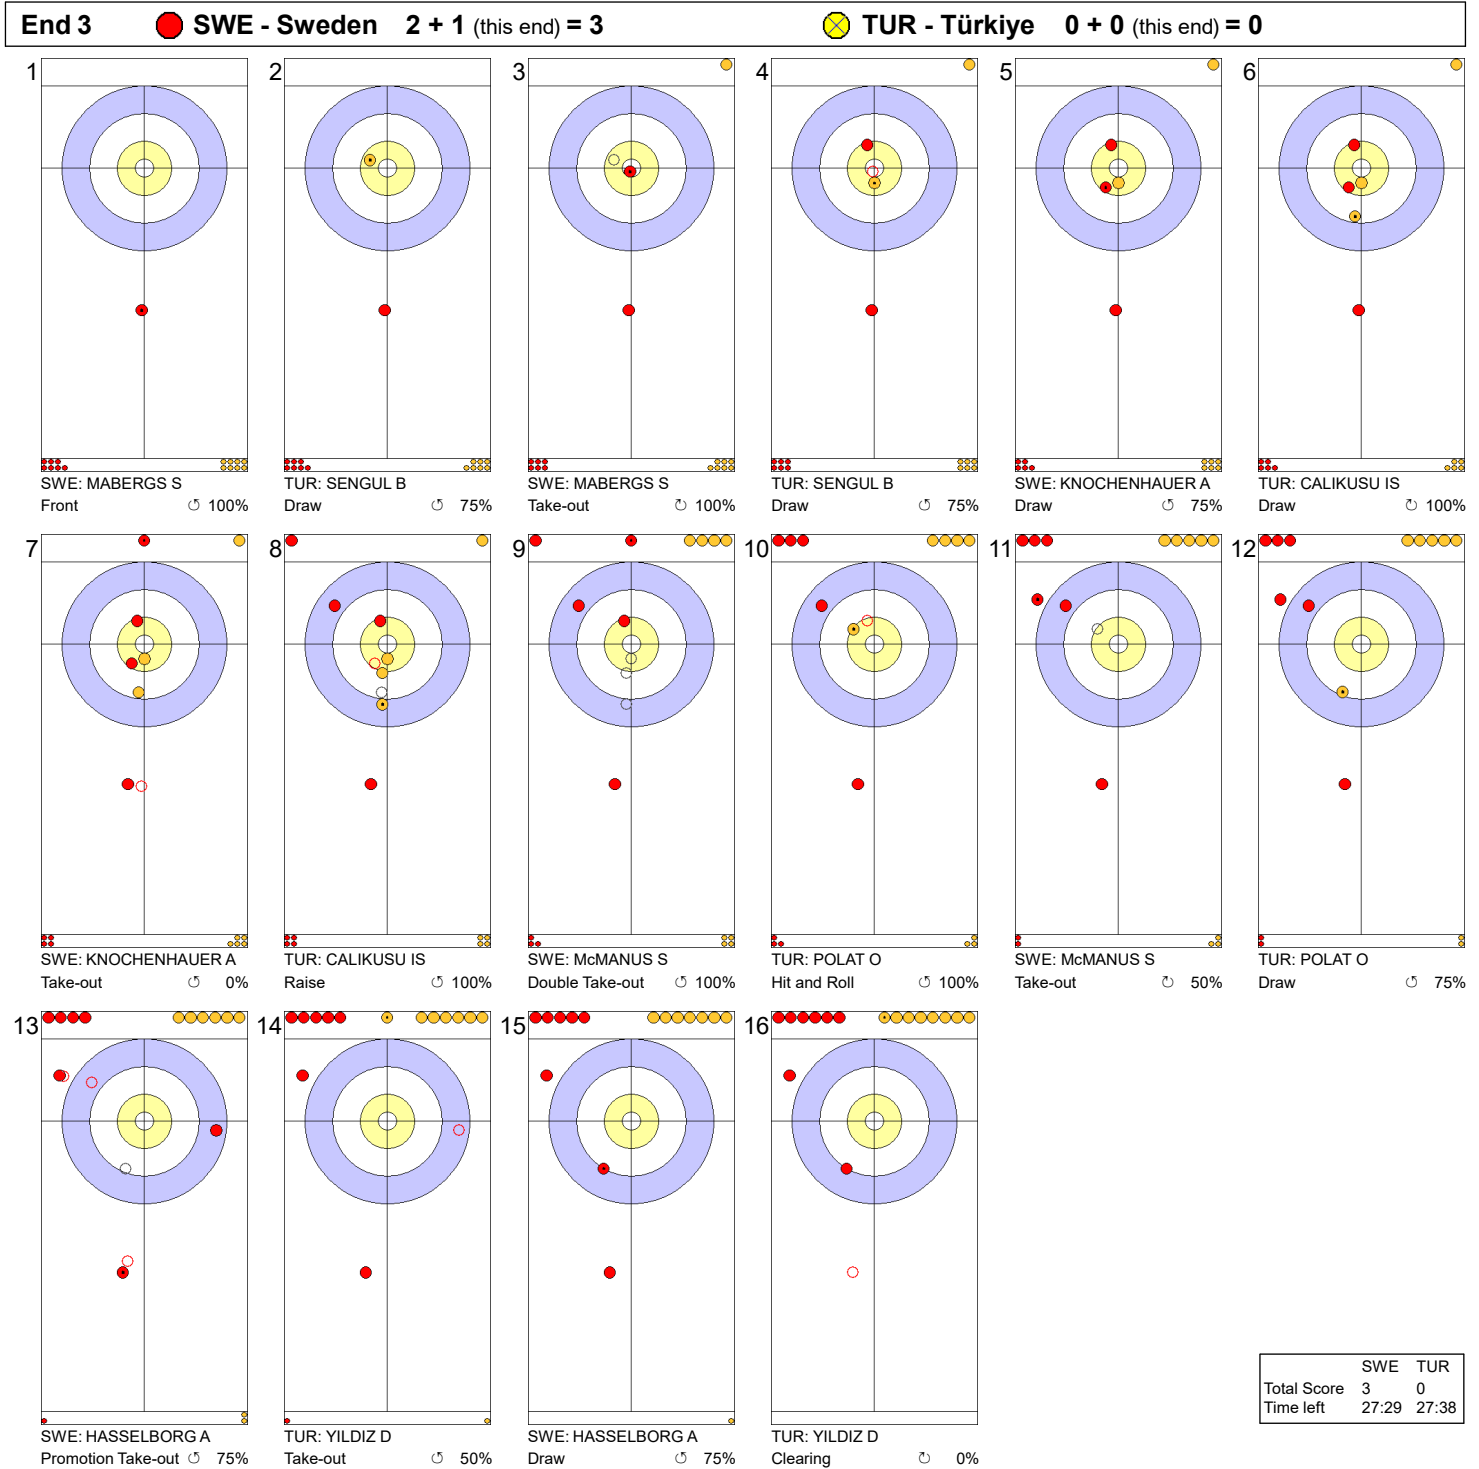 End 3 SWE - Sweden 2 + 1 (this end) = 3 TUR - Türkiye 0 + 0 (this end) = 0
1 2 3 4 5 6
SWE: MABERGS S TUR: SENGUL B SWE: MABERGS S TUR: SENGUL B SWE: KNOCHENHAUER A TUR: CALIKUSU IS
Front 100% Draw 75% Take-out 100% Draw 75% Draw 75% Draw 100%
7 8 9 10 11 12
SWE: KNOCHENHAUER A TUR: CALIKUSU IS SWE: McMANUS S TUR: POLAT O SWE: McMANUS S TUR: POLAT O
Take-out 0% Raise 100% Double Take-out 100% Hit and Roll 100% Take-out 50% Draw 75%
13 14 15 16
SWE: HASSELBORG A TUR: YILDIZ D SWE: HASSELBORG A TUR: YILDIZ D
Promotion Take-out 75% Take-out 50% Draw 75% Clearing 0%
SWE TUR
Total Score 3 0
Time left 27:29 27:38